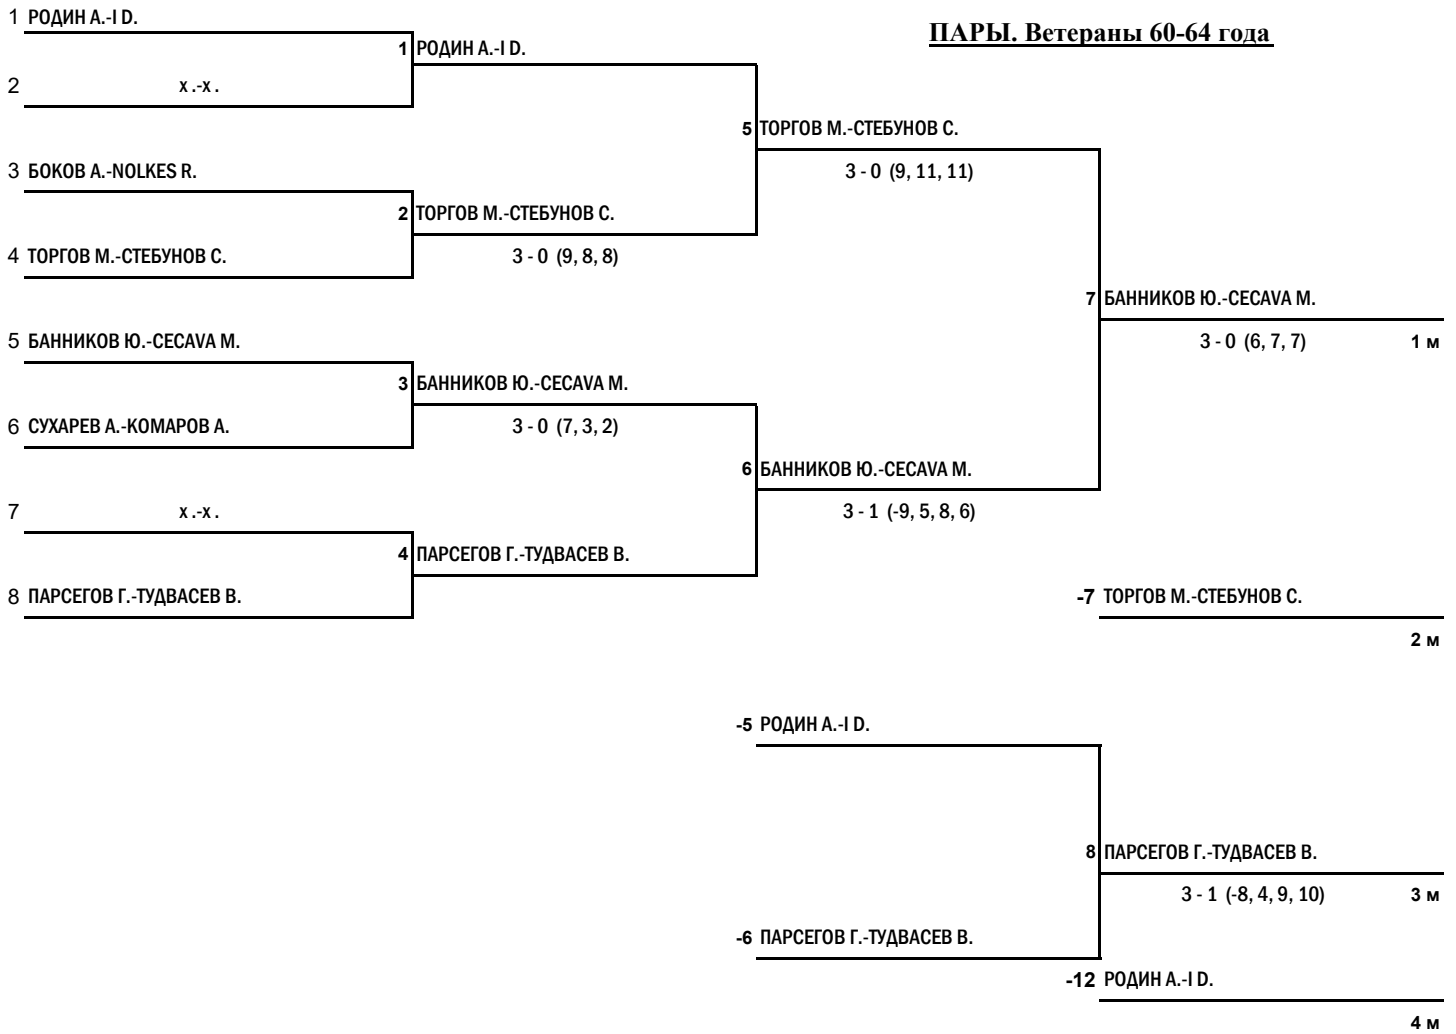 1 РОДИН А.-I D.
ПАРЫ. Ветераны 60-64 года
1 РОДИН А.-I D.
2 х .-х .
5 ТОРГОВ М.-СТЕБУНОВ С.
3 БОКОВ А.-NOLKES R.
3 - 0 (9, 11, 11)
2 ТОРГОВ М.-СТЕБУНОВ С.
4 ТОРГОВ М.-СТЕБУНОВ С.
3 - 0 (9, 8, 8)
7 БАННИКОВ Ю.-CECAVA М.
5 БАННИКОВ Ю.-CECAVA М.
3 - 0 (6, 7, 7) 1 м
3 БАННИКОВ Ю.-CECAVA М.
6 СУХАРЕВ А.-КОМАРОВ А.
3 - 0 (7, 3, 2)
6 БАННИКОВ Ю.-CECAVA М.
7 х .-х .
3 - 1 (-9, 5, 8, 6)
4 ПАРСЕГОВ Г.-ТУДВАСЕВ В.
8 ПАРСЕГОВ Г.-ТУДВАСЕВ В.
-7 ТОРГОВ М.-СТЕБУНОВ С.
2 м
-5 РОДИН А.-I D.
8 ПАРСЕГОВ Г.-ТУДВАСЕВ В.
3 - 1 (-8, 4, 9, 10) 3 м
-6 ПАРСЕГОВ Г.-ТУДВАСЕВ В.
-12 РОДИН А.-I D.
4 м